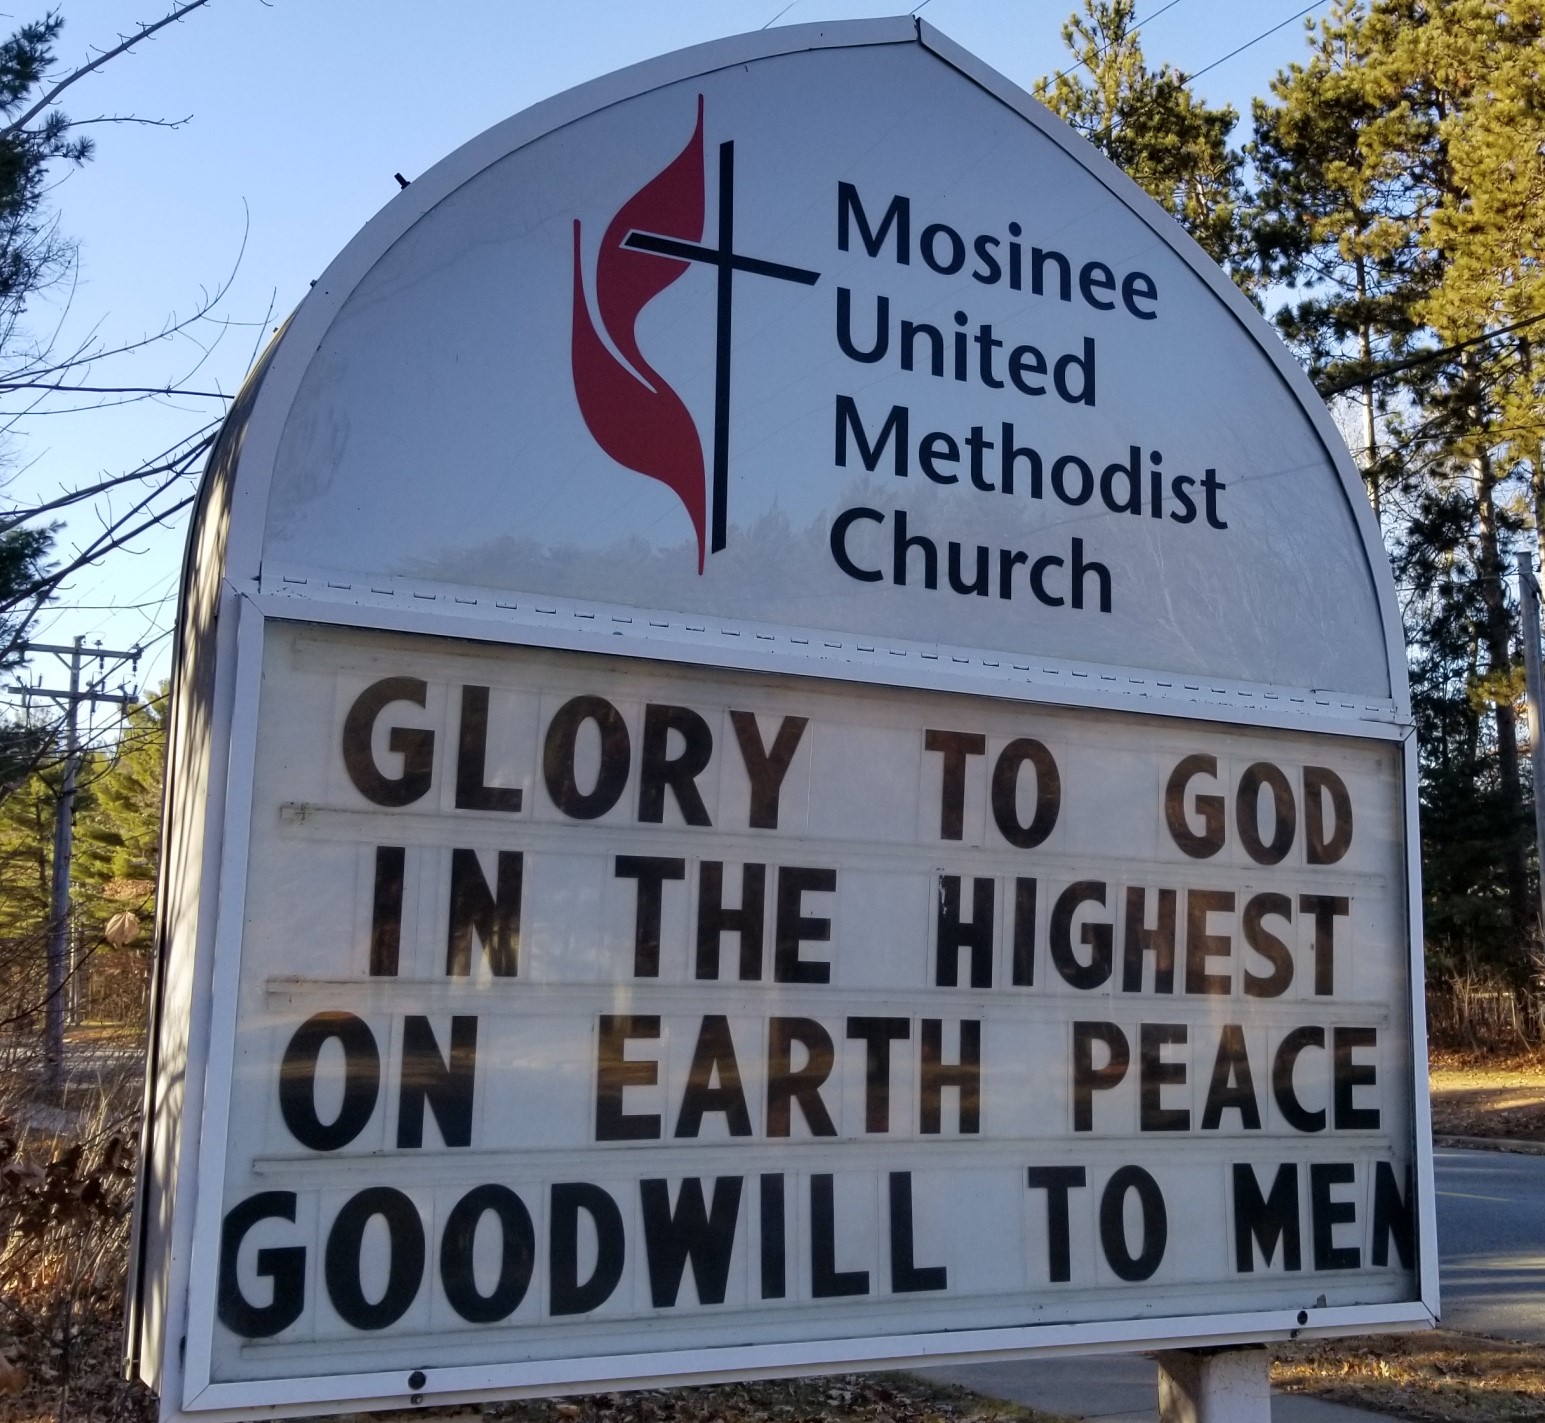 Mosinee
United
Methodist
Church
GLORY TO GOD
IN THE HIGHEST
ON EARTH PEACE
GOODWILL TO MEN